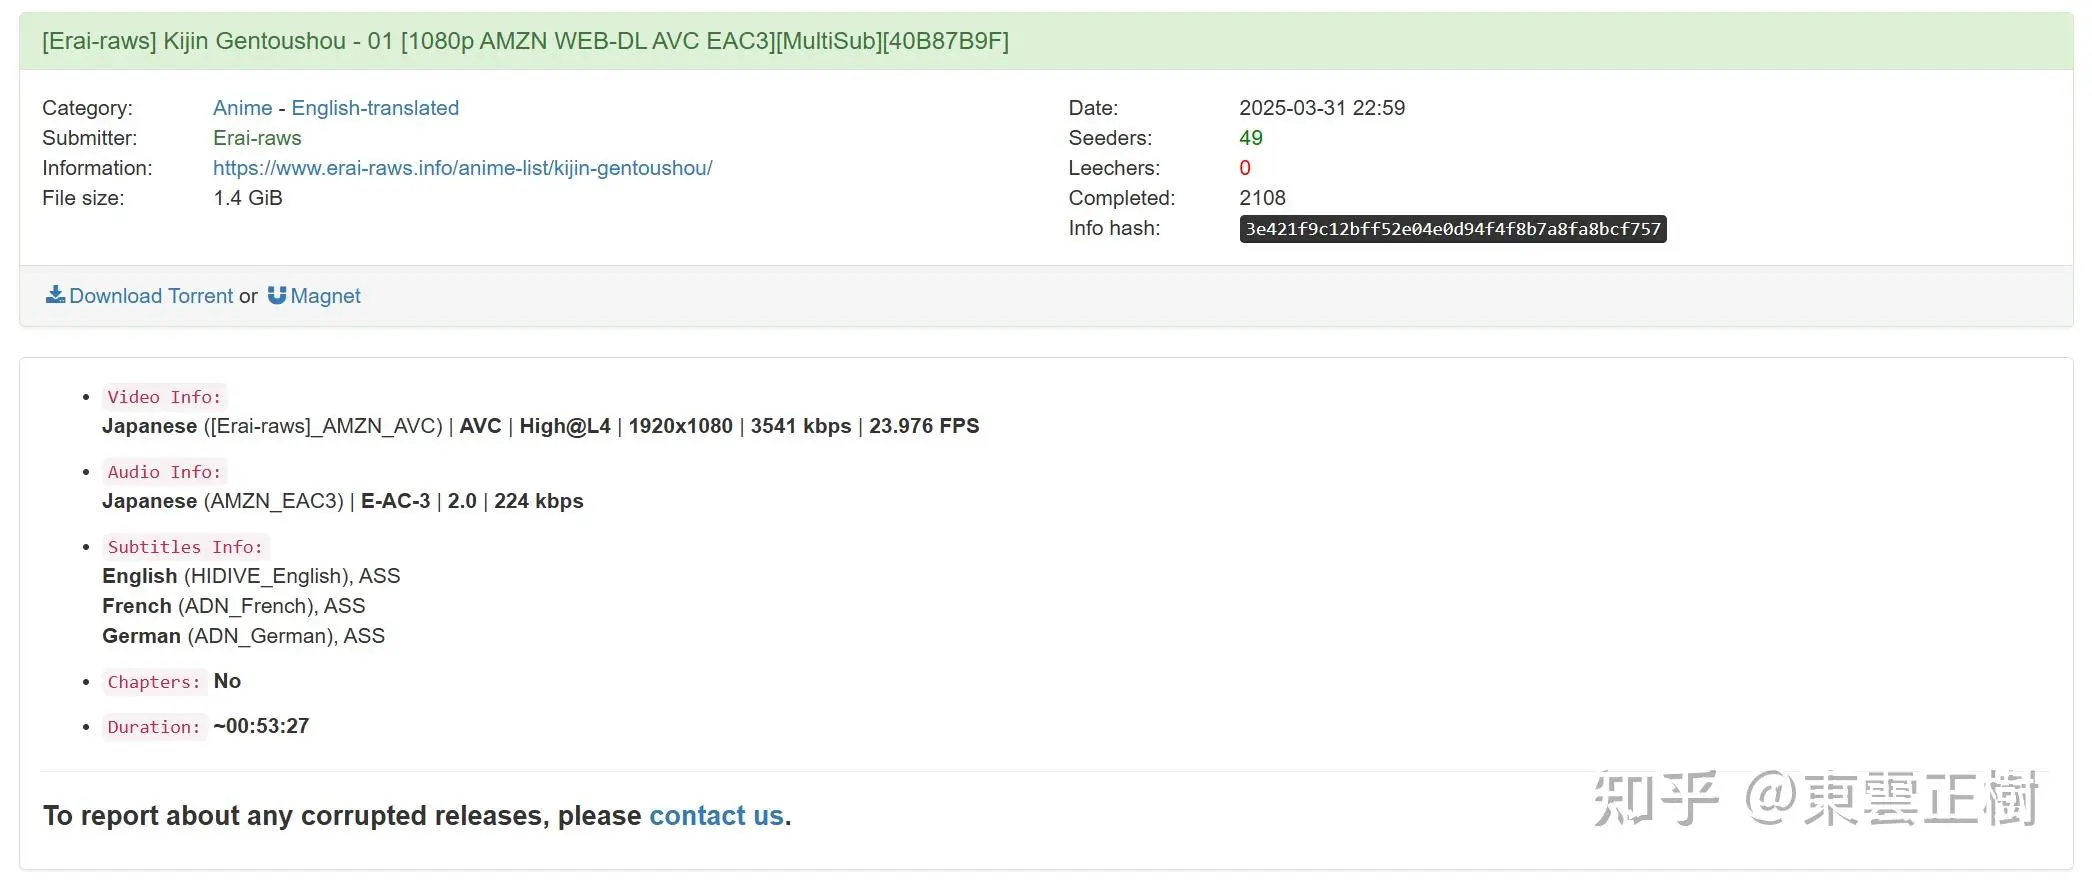 [Erai-raws] Kijin Gentoushou - 01 [1080p AMZN WEB-DL AVC EAC3][MultiSub][40B87B9F]
Category: Anime - English-translated
Date: 2025-03-31 22:59
Submitter: Erai-raws
Seeders: 49
Information: https://www.erai-raws.info/anime-list/kijin-gentoushou/
Leechers: 0
File size: 1.4 GiB
Completed: 2108
Info hash: 3e421f9c12bff52e04e0d94f4f8b7a8fa8bcf757
Download Torrent or Magnet
• Video Info:
Japanese ([Erai-raws]_AMZN_AVC) | AVC | High@L4 | 1920x1080 | 3541 kbps | 23.976 FPS
• Audio Info:
Japanese (AMZN_EAC3) | E-AC-3 | 2.0 | 224 kbps
• Subtitles Info:
English (HIDIVE_English), ASS
French (ADN_French), ASS
German (ADN_German), ASS
• Chapters: No
• Duration: ~00:53:27
To report about any corrupted releases, please contact us.
知乎 @東雲正樹